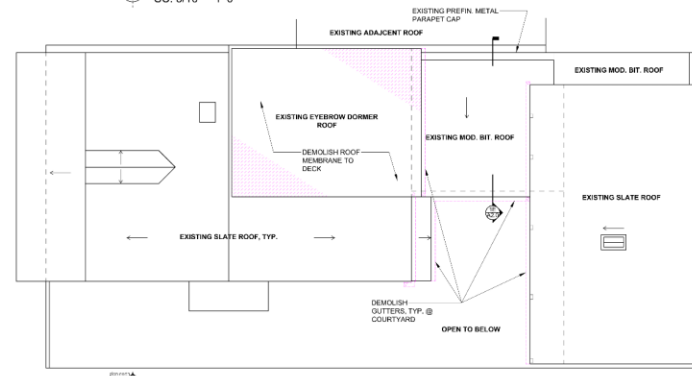 EXISTING PREFIN. METAL
PARAPET CAP
EXISTING ADAJCENT ROOF
EXISTING MOD. BIT. ROOF
EXISTING EYEBROW DORMER
ROOF
EXISTING MOD. BIT. ROOF
DEMOLISH ROOF
MEMBRANE TO
DECK
EXISTING SLATE ROOF
EXISTING SLATE ROOF, TYP.
DEMOLISH
GUTTERS, TYP. @
COURTYARD
OPEN TO BELOW